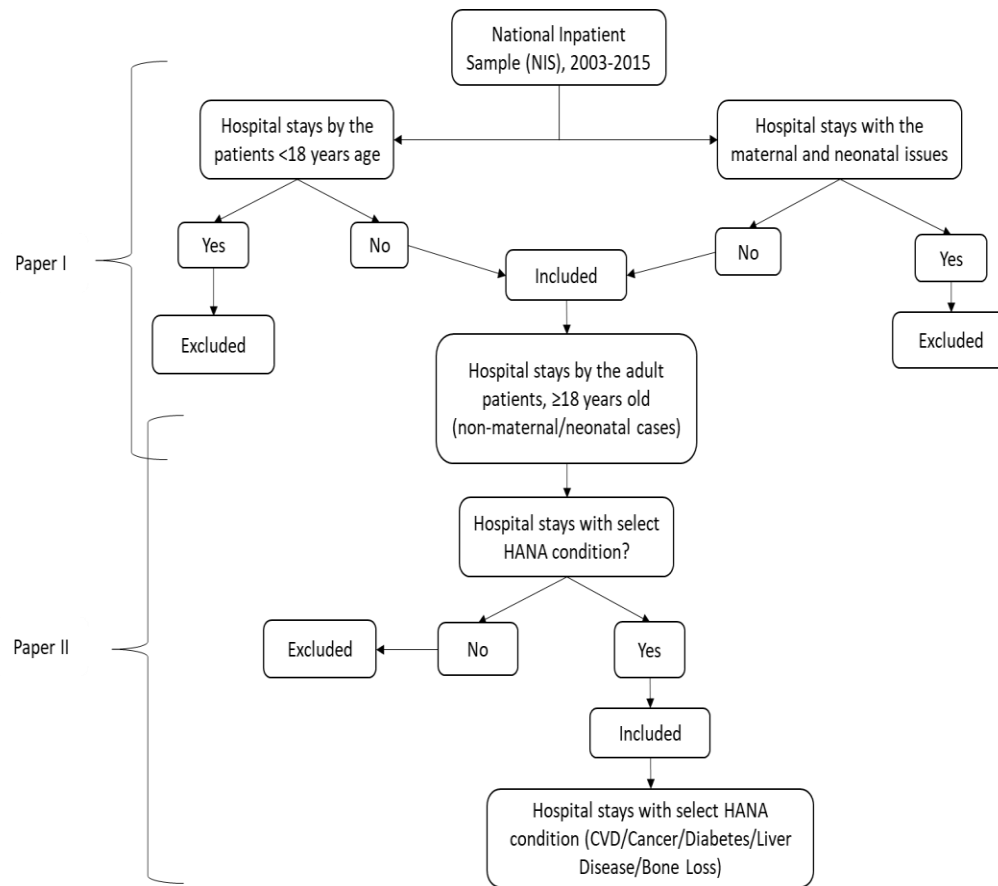 National Inpatient
Sample (NIS), 2003-2015
Hospital stays by the
patients <18 years age
Hospital stays with the
maternal and neonatal issues
Yes
No
No
Yes
Paper I
Included
Excluded
Excluded
Hospital stays by the adult
patients, ≥18 years old
(non-maternal/neonatal cases)
Hospital stays with select
HANA condition?
Paper II
Excluded
No
Yes
Included
Hospital stays with select HANA
condition (CVD/Cancer/Diabetes/Liver
Disease/Bone Loss)